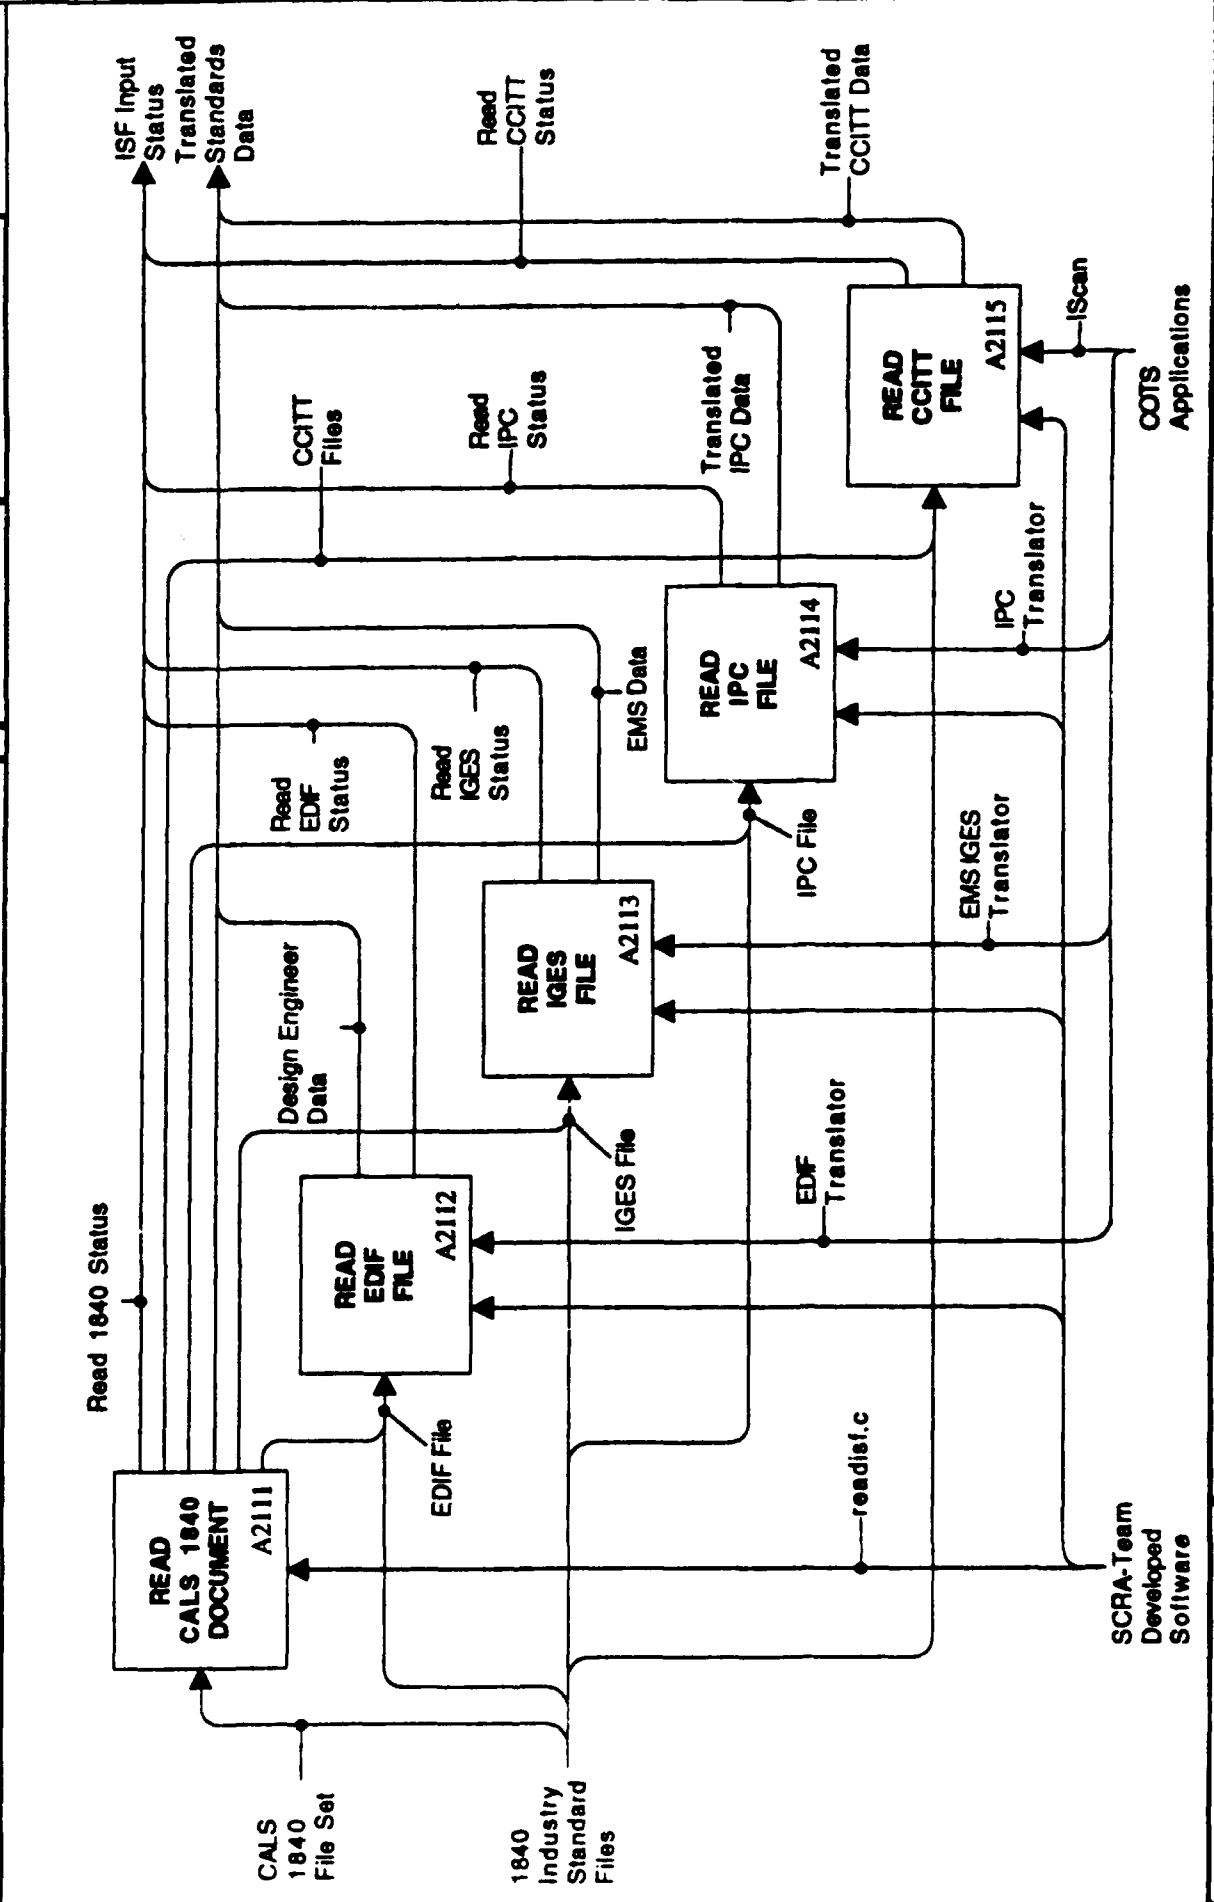 ISF Input
Status
Translated
Standards
Data
Read 1840 Status
CCITT
Files
Read
CCITT
Status
READ
CALS 1840
DOCUMENT
A2111
Design Engineer
Data
Read
EDIF
Status
Read
IPC
Status
CALS
1840
File Set
READ
EDIF
FILE
A2112
Read
IGES
Status
EDIF File
READ
IGES
FILE
A2113
EMS Data
Translated
IPC Data
Translated
CCITT Data
1840
Industry
Standard
Files
IGES File
READ
IPC
FILE
A2114
IPC File
READ
CCITT
FILE
A2115
readisf.c
EDIF
Translator
EMS IGES
Translator
IPC
Translator
IScan
SCRA-Team
Developed
Software
COTS
Applications